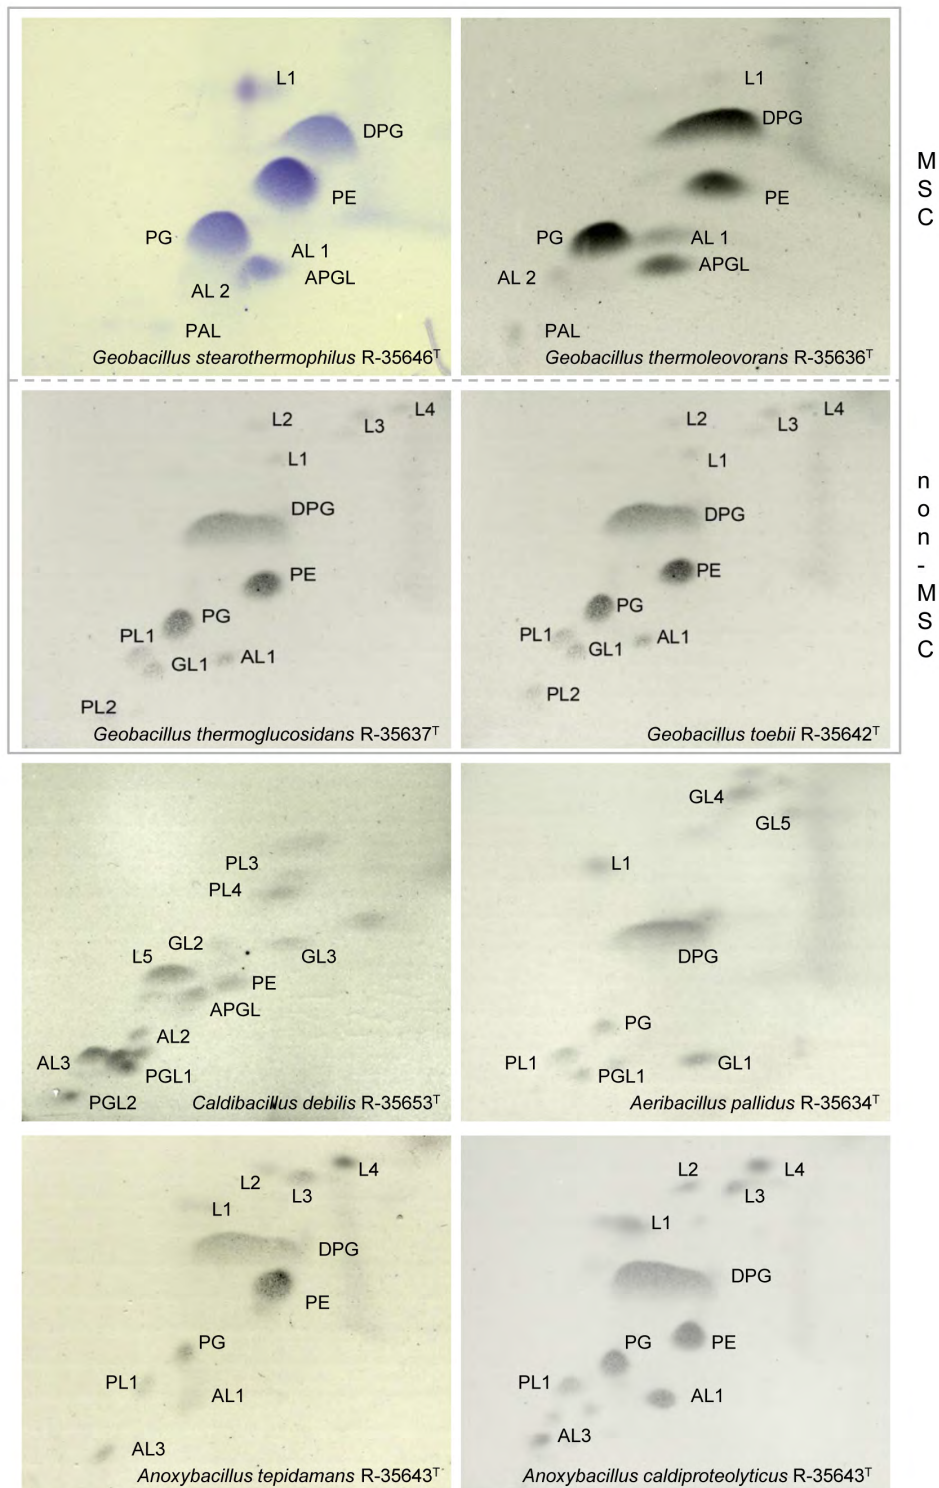 L1
DPG
PE
PG
AL 1
APGL
AL 2
PAL
Geobacillus stearothermophilus R-35646T
L1
DPG
PE
PG
AL 1
APGL
AL 2
PAL
Geobacillus thermoleovorans R-35636T
M
S
C
L4
L2
L3
L1
DPG
PE
PG
PL1
AL1
GL1
PL2
Geobacillus thermoglucosidans R-35637T
L4
L2
L3
L1
DPG
PE
PG
PL1
AL1
GL1
PL2
Geobacillus toebii R-35642T
n
o
n
-
M
S
C
PL3
PL4
GL2
L5
GL3
PE
APGL
AL2
AL3
PGL1
PGL2
Caldibacillus debilis R-35653T
GL4
GL5
L1
DPG
PG
PL1
GL1
PGL1
Aeribacillus pallidus R-35634T
L4
L2
L3
L1
DPG
PE
PG
PL1
AL1
AL3
Anoxybacillus tepidamans R-35643T
L2
L4
L3
L1
DPG
PG
PE
PL1
AL1
AL3
Anoxybacillus caldiproteolyticus R-35643T